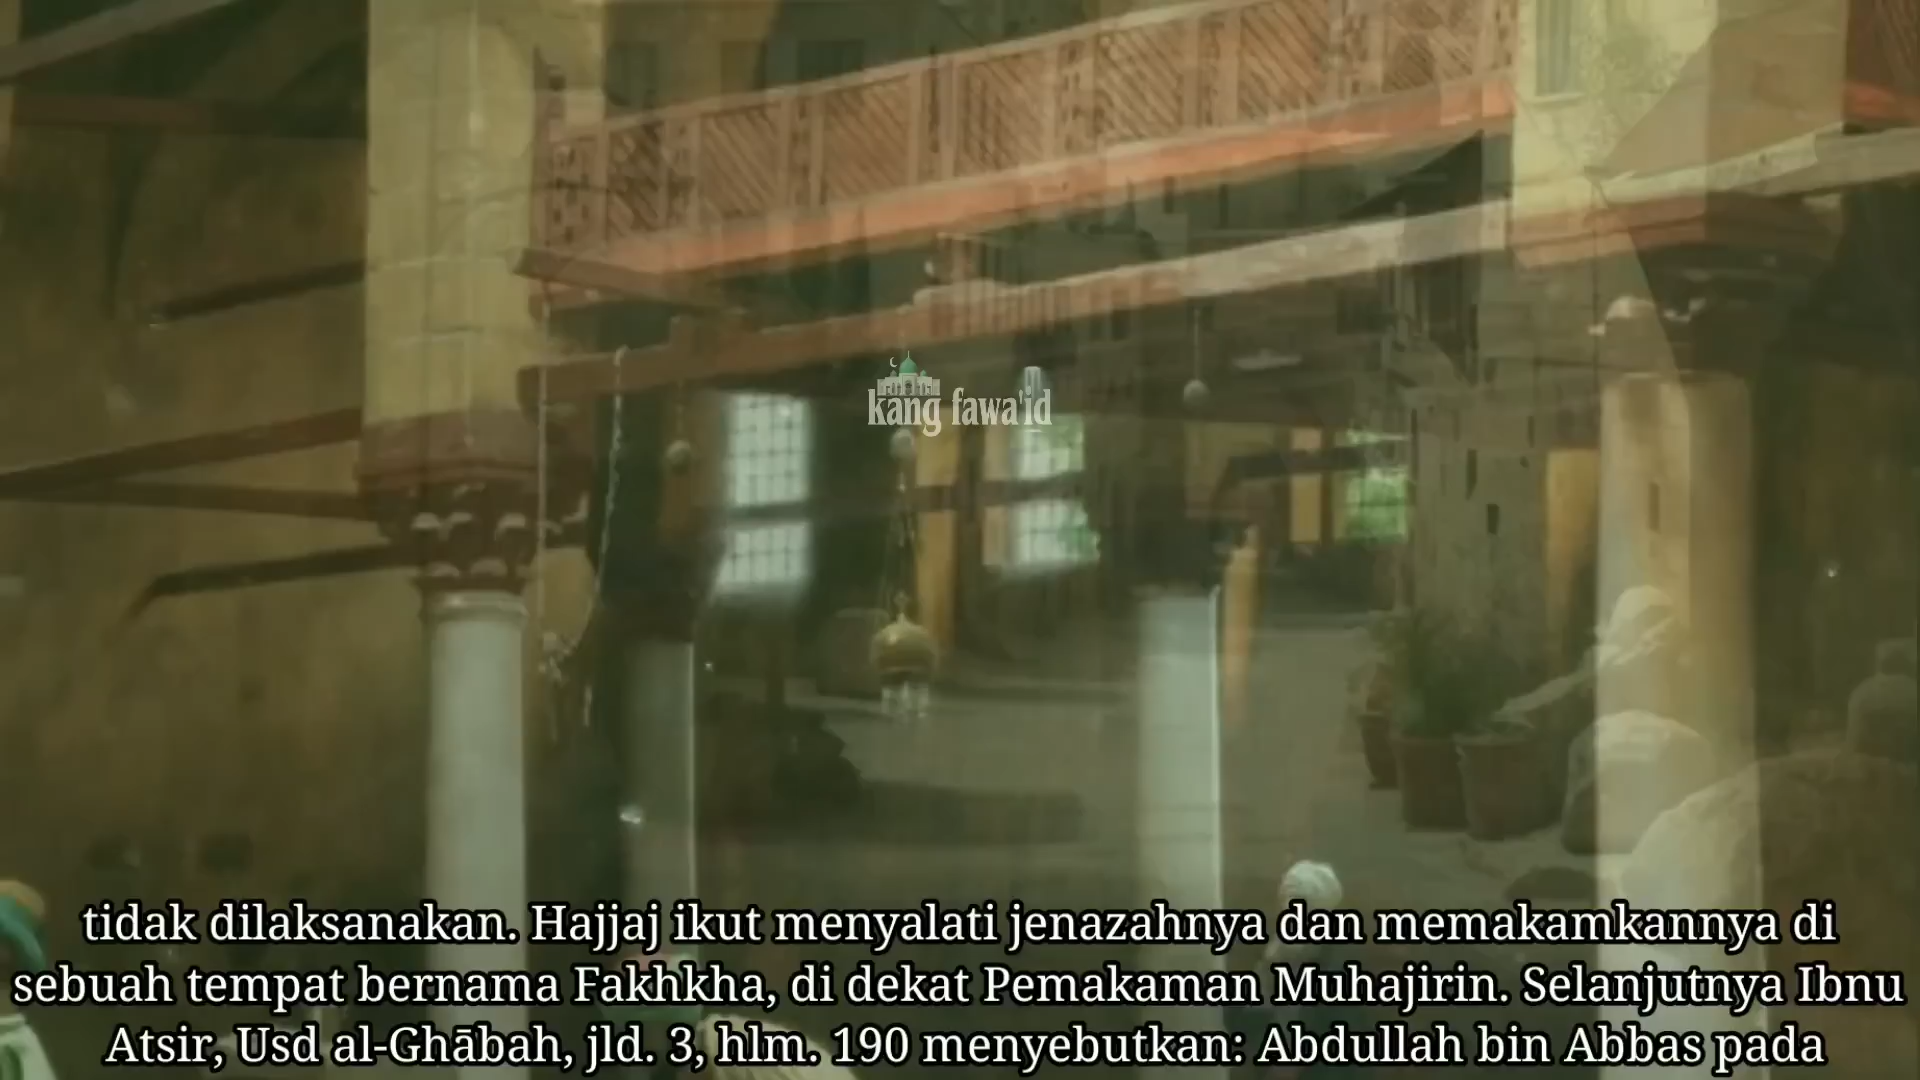 kang fawa'id
tidak dilaksanakan. Hajjaj ikut menyalati jenazahnya dan memakamkannya di
sebuah tempat bernama Fakhkha, di dekat Pemakaman Muhajirin. Selanjutnya Ibnu
Atsir, Usd al-Ghābah, jld. 3, hlm. 190 menyebutkan: Abdullah bin Abbas pada